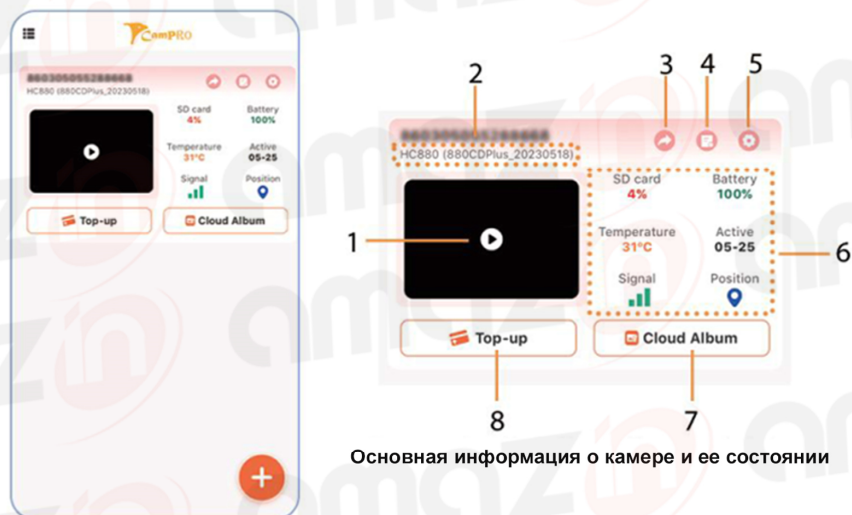 CamPRO
HC880 (880CDPlus_20230518)
SD card
4%
Battery
100%
Temperature
31°C
Active
05-25
Signal
Position
Top-up
Cloud Album
+
2
3
4
5
HC880 (880CDPlus_20230518)
1
SD card
4%
Battery
100%
Temperature
31°C
Active
05-25
6
Signal
Position
Top-up
Cloud Album
8
7
Основная информация о камере и ее состоянии
amazin